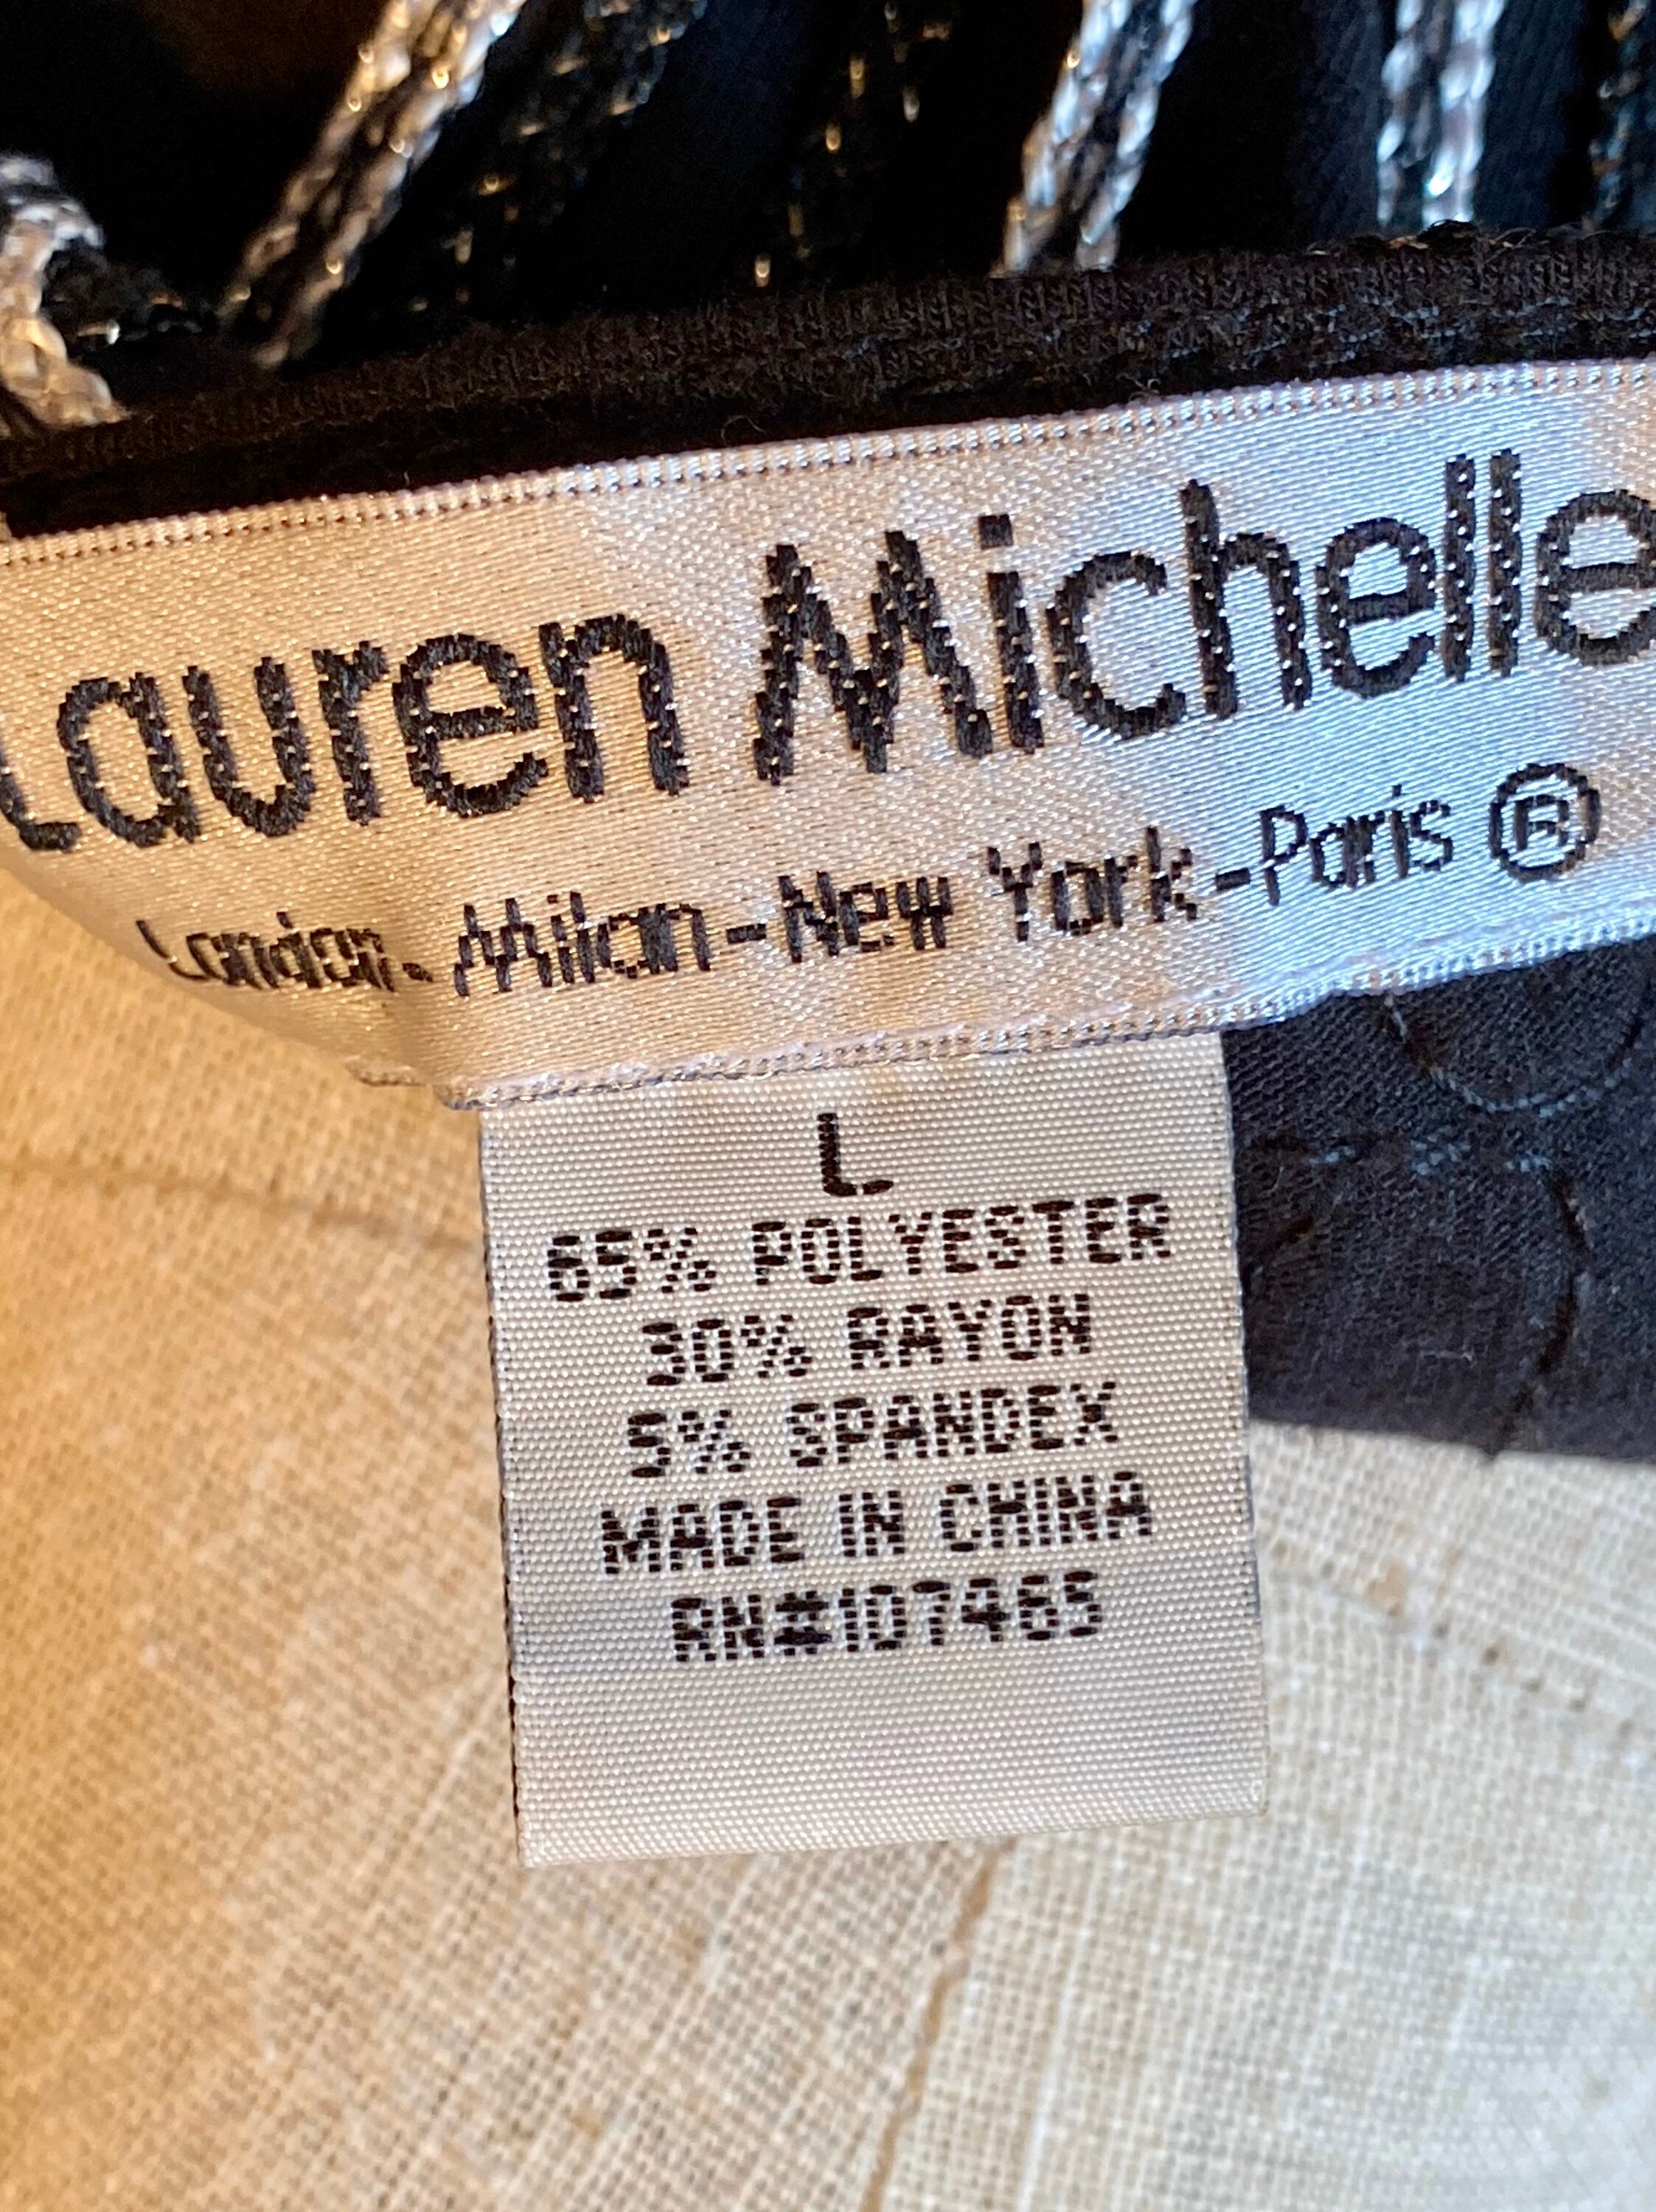 Lauren Michelle
London-Milan-New York-Paris ®
L
65% POLYESTER
30% RAYON
5% SPANDEX
MADE IN CHINA
RN#107465